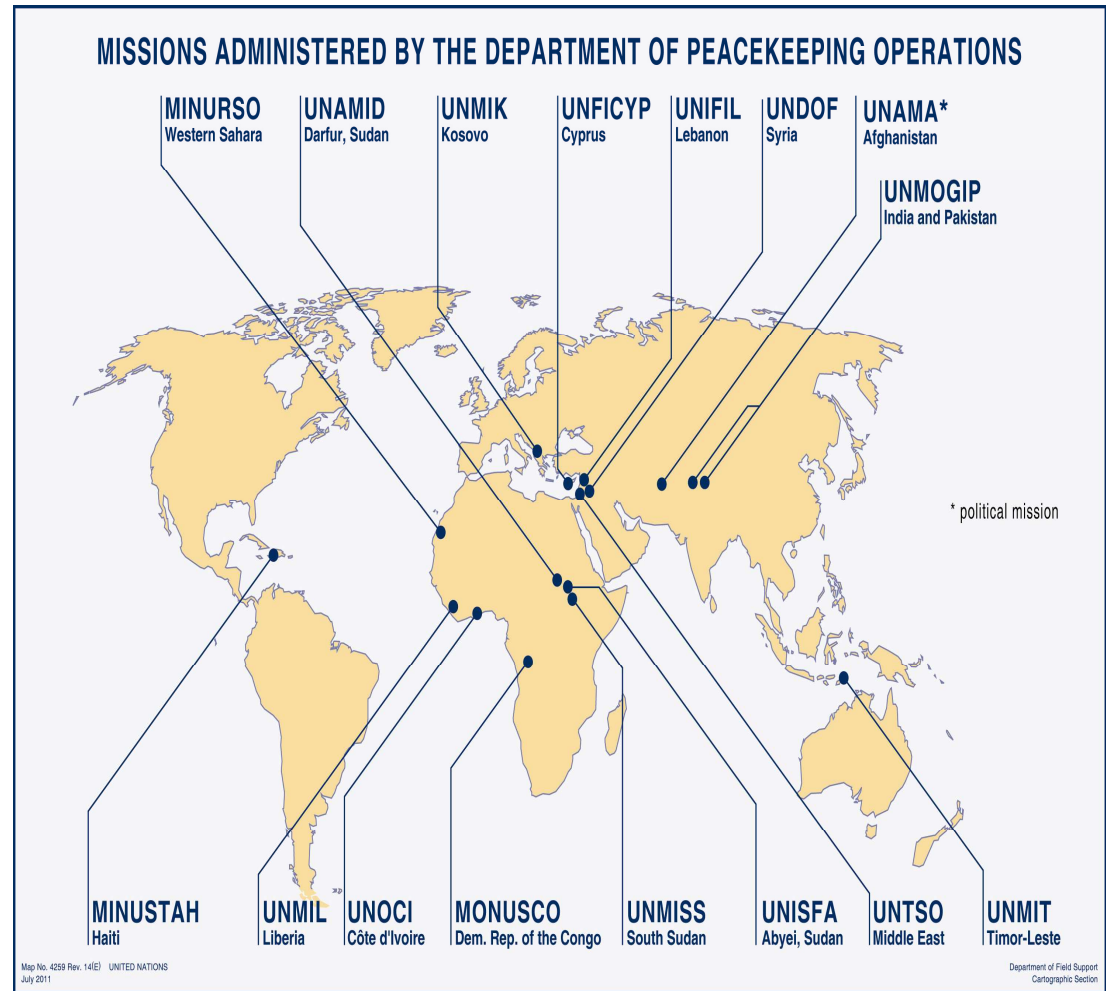 MISSIONS ADMINISTERED BY THE DEPARTMENT OF PEACEKEEPING OPERATIONS
MINURSO
Western Sahara
UNAMID
Darfur, Sudan
UNMIK
Kosovo
UNFICYP
Cyprus
UNIFIL
Lebanon
UNDOF
Syria
UNAMA*
Afghanistan
UNMOGIP
India and Pakistan
* political mission
MINUSTAH
Haiti
UNMIL
Liberia
UNOCI
Côte d'Ivoire
MONUSCO
Dem. Rep. of the Congo
UNMISS
South Sudan
UNISFA
Abyei, Sudan
UNTSO
Middle East
UNMIT
Timor-Leste
Map No. 4259 Rev. 14(E) UNITED NATIONS
July 2011
Department of Field Support
Cartographic Section